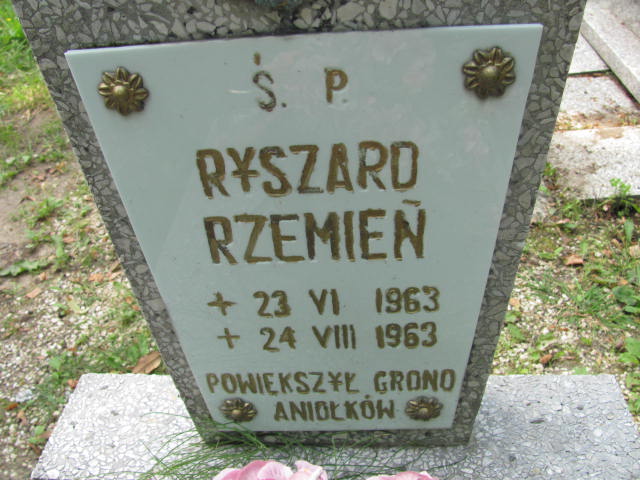 Ś. P.
RYSZARD
RZEMIEŃ
+ 23 VI 1963
+ 24 VIII 1963
POWIĘKSZYŁ GRONO
ANIOŁKÓW